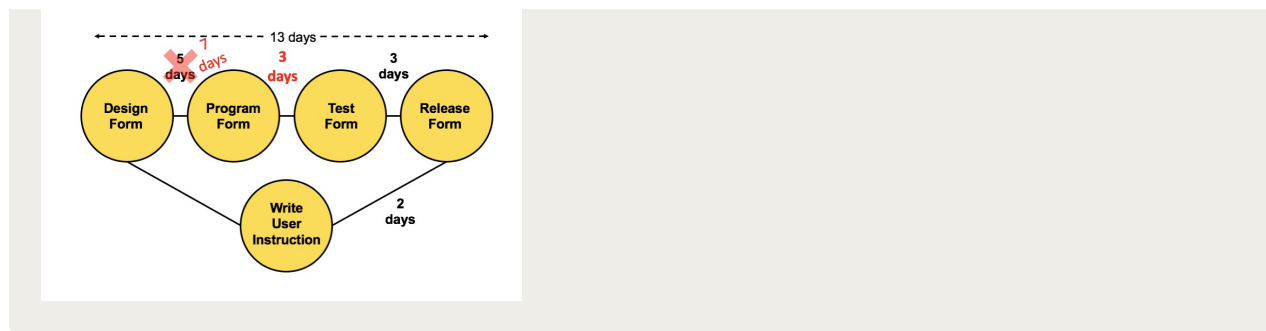 13 days
5
days
7
days
3
days
3
days
Design
Form
Program
Form
Test
Form
Release
Form
Write
User
Instruction
2
days